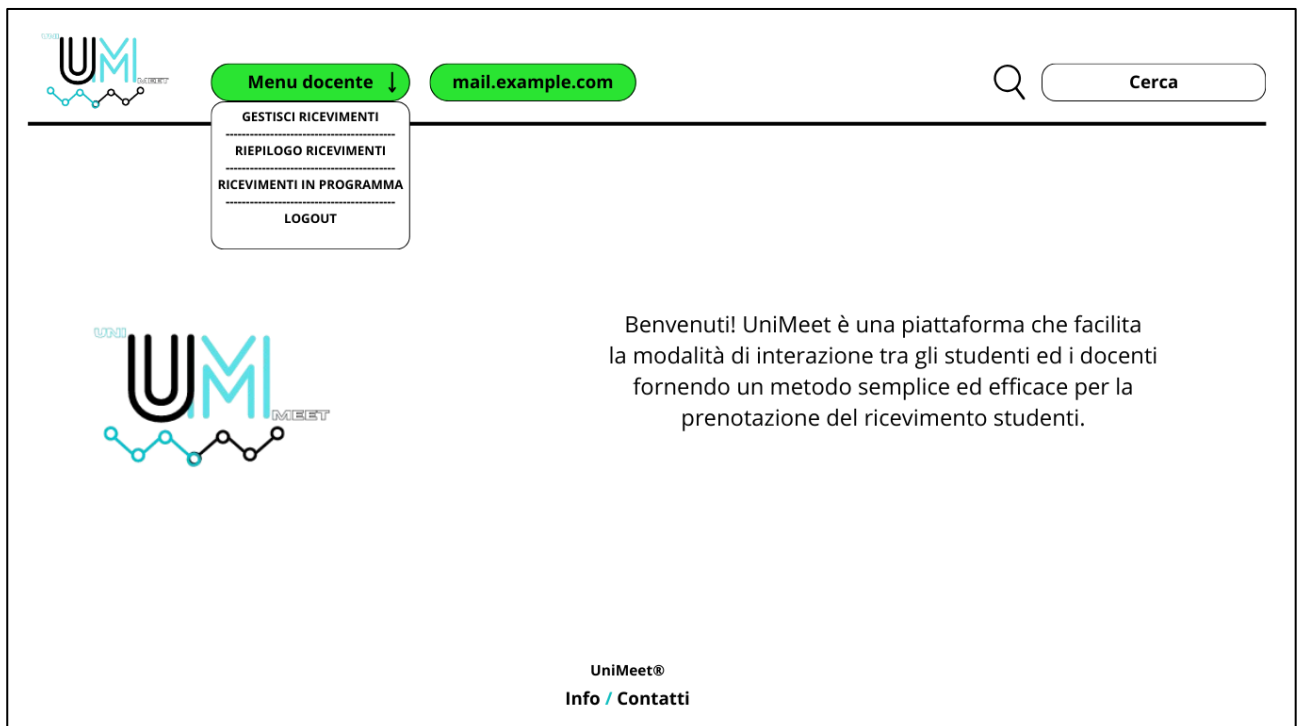 UNI
UM
MEET
Menu docente ↓
mail.example.com
Cerca
GESTISCI RICEVIMENTI
RIEPILOGO RICEVIMENTI
RICEVIMENTI IN PROGRAMMA
LOGOUT
UNI
UM
MEET
Benvenuti! UniMeet è una piattaforma che facilita
la modalità di interazione tra gli studenti ed i docenti
fornendo un metodo semplice ed efficace per la
prenotazione del ricevimento studenti.
UniMeet®
Info / Contatti